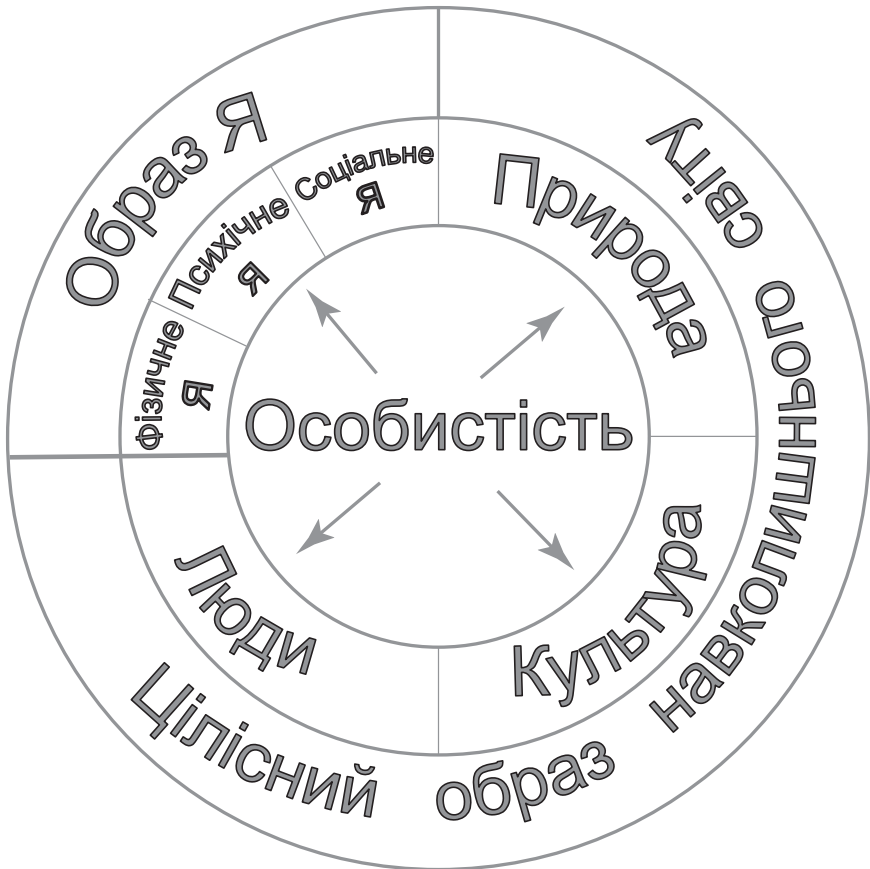 Образ Я
Цілісний образ навколишнього світу
Фізичне
Я
Психічне
Я
Соціальне
Я
Природа
Особистість
Люди
Культура